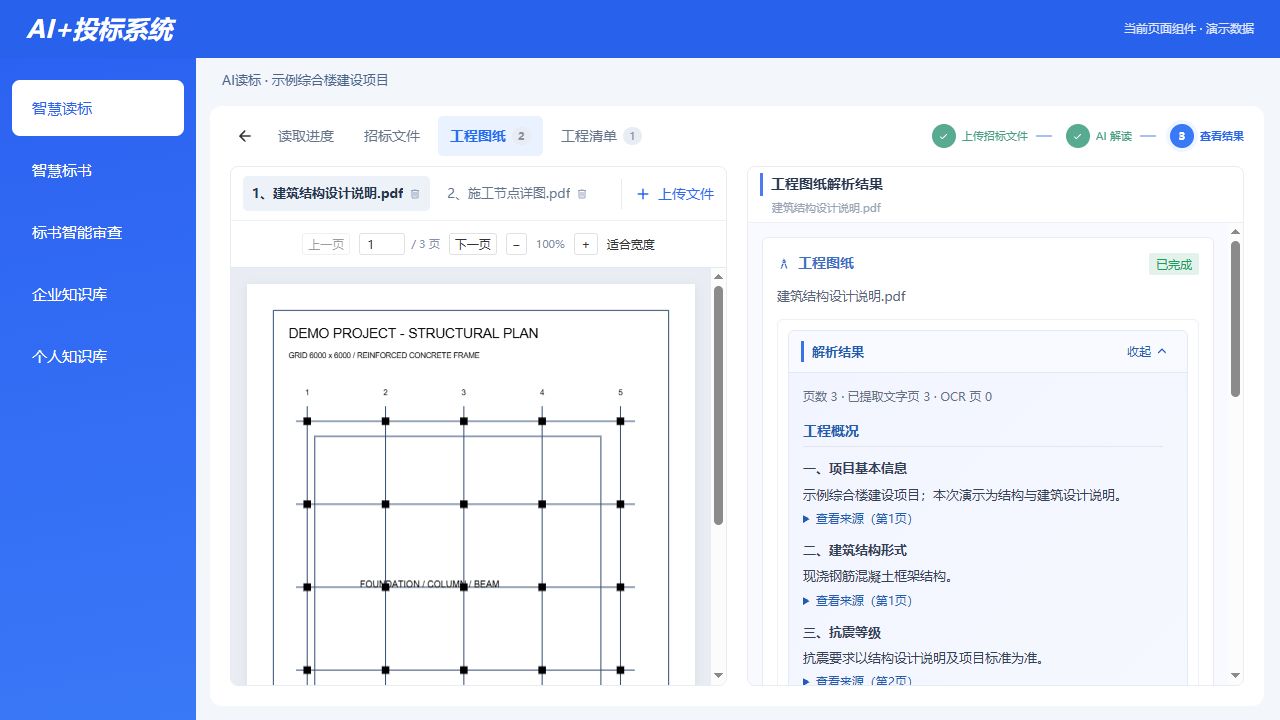 AI+投标系统
当前页面组件 · 演示数据
智慧读标
智慧标书
标书智能审查
企业知识库
个人知识库
AI读标 · 示例综合楼建设项目
读取进度
招标文件
工程图纸 2
工程清单 1
上传招标文件
AI 解读
3 查看结果
1、建筑结构设计说明.pdf
2、施工节点详图.pdf
+ 上传文件
上一页 1 / 3 页 下一页 − 100% + 适合宽度
DEMO PROJECT - STRUCTURAL PLAN
GRID 6000 x 6000 / REINFORCED CONCRETE FRAME
1 2 3 4 5
FOUNDATION / COLUMN / BEAM
工程图纸解析结果
建筑结构设计说明.pdf
工程图纸
已完成
建筑结构设计说明.pdf
解析结果
收起
页数 3 · 已提取文字页 3 · OCR 页 0
工程概况
一、项目基本信息
示例综合楼建设项目；本次演示为结构与建筑设计说明。
查看来源（第1页）
二、建筑结构形式
现浇钢筋混凝土框架结构。
查看来源（第1页）
三、抗震等级
抗震要求以结构设计说明及项目标准为准。
查看来源（第2页）